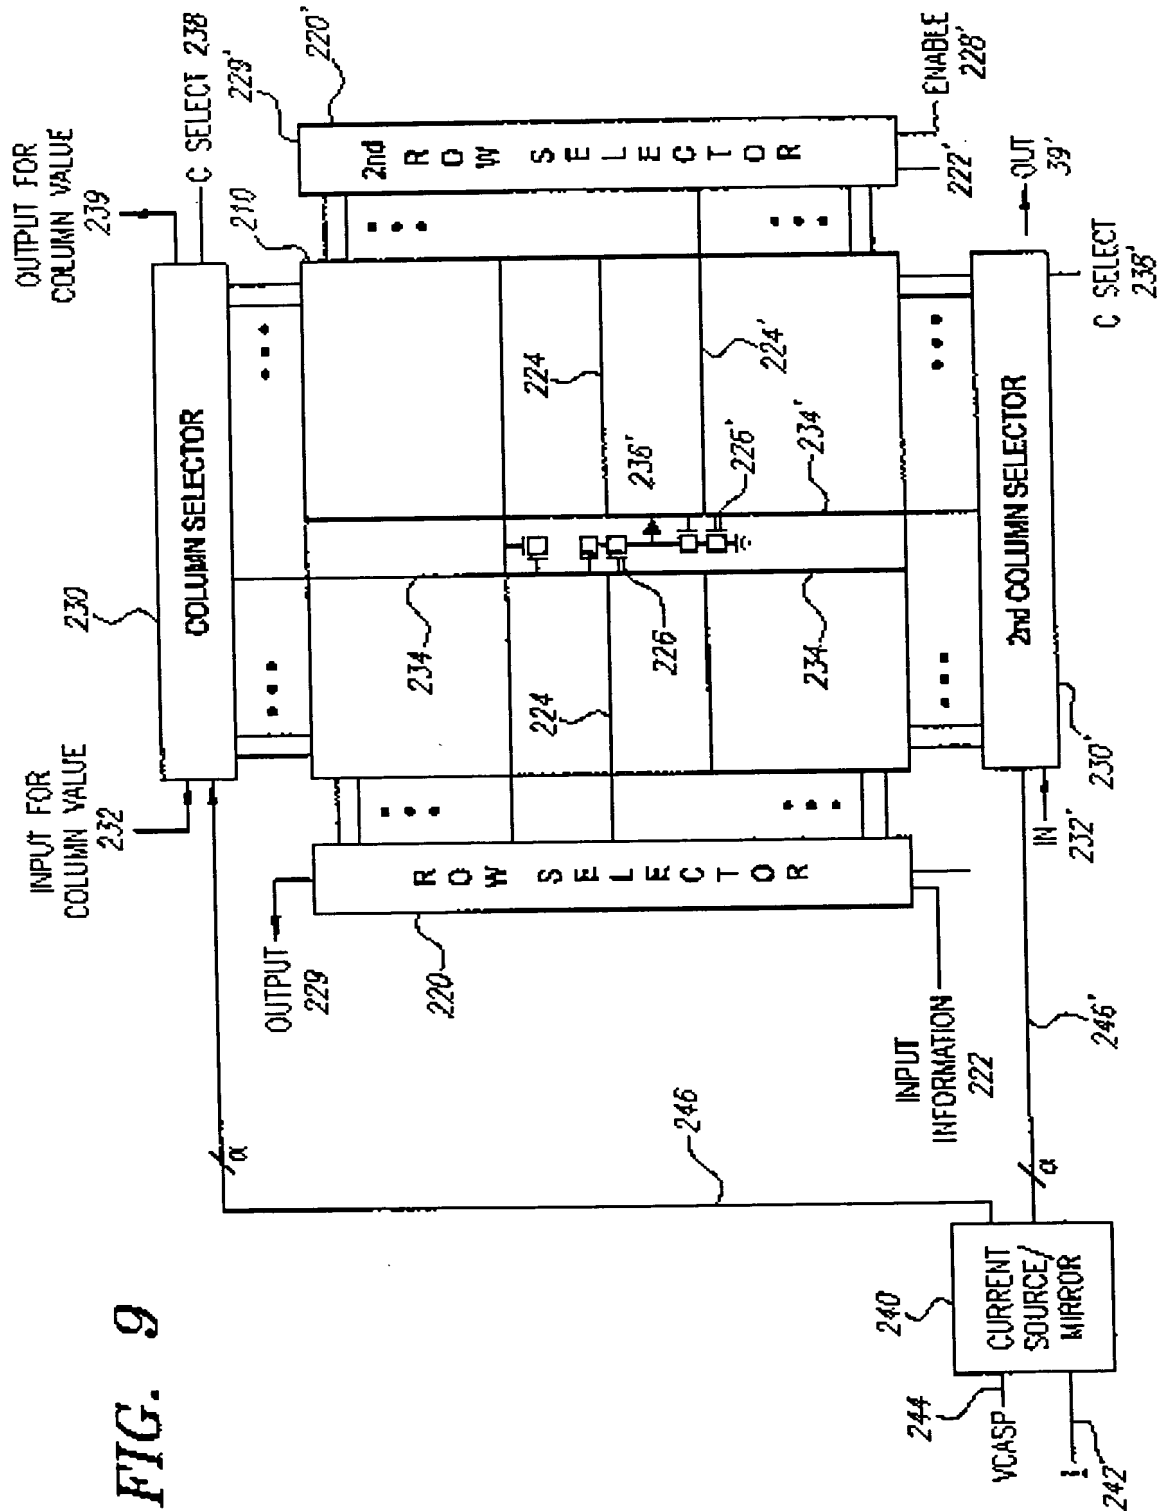 FIG. 9
OUTPUT FOR
COLUMN VALUE
239
C SELECT 238
229'
220'
INPUT FOR
COLUMN VALUE
232
230
COLUMN SELECTOR
210
2nd ROW SELECTOR
ENABLE
228'
222'
OUTPUT
229
220
ROW SELECTOR
INPUT
INFORMATION
222
234
224
224
224'
236'
226
226'
234
234'
2nd COLUMN SELECTOR
230'
IN
232'
OUT
39'
C SELECT
238'
246
α
246'
α
240
CURRENT
SOURCE/
MIRROR
244
VCASP
242